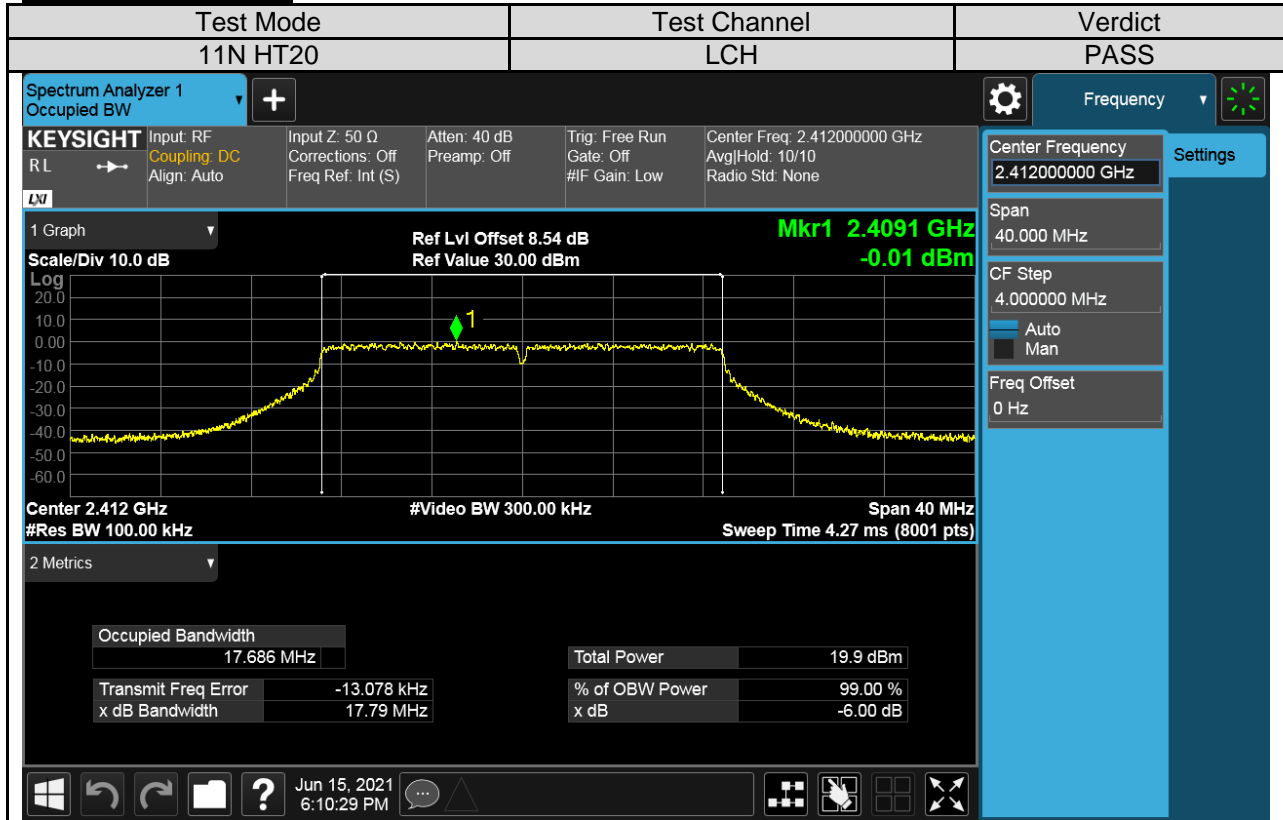 Test Mode Test Channel Verdict
11N HT20 LCH PASS
Spectrum Analyzer 1
Occupied BW
Frequency
KEYSIGHT
R L
LXI
Input: RF
Coupling: DC
Align: Auto
Input Z: 50 Ω
Corrections: Off
Freq Ref: Int (S)
Atten: 40 dB
Preamp: Off
Trig: Free Run
Gate: Off
#IF Gain: Low
Center Freq: 2.412000000 GHz
Avg|Hold: 10/10
Radio Std: None
Center Frequency
2.412000000 GHz
Settings
Span
40.000 MHz
CF Step
4.000000 MHz
Auto
Man
Freq Offset
0 Hz
1 Graph
Scale/Div 10.0 dB
Ref Lvl Offset 8.54 dB
Ref Value 30.00 dBm
Mkr1 2.4091 GHz
-0.01 dBm
Log
20.0
10.0
0.00
-10.0
-20.0
-30.0
-40.0
-50.0
-60.0
1
Center 2.412 GHz
#Res BW 100.00 kHz
#Video BW 300.00 kHz
Span 40 MHz
Sweep Time 4.27 ms (8001 pts)
2 Metrics
Occupied Bandwidth
17.686 MHz
Total Power 19.9 dBm
Transmit Freq Error -13.078 kHz
% of OBW Power 99.00 %
x dB Bandwidth 17.79 MHz
x dB -6.00 dB
?
Jun 15, 2021
6:10:29 PM